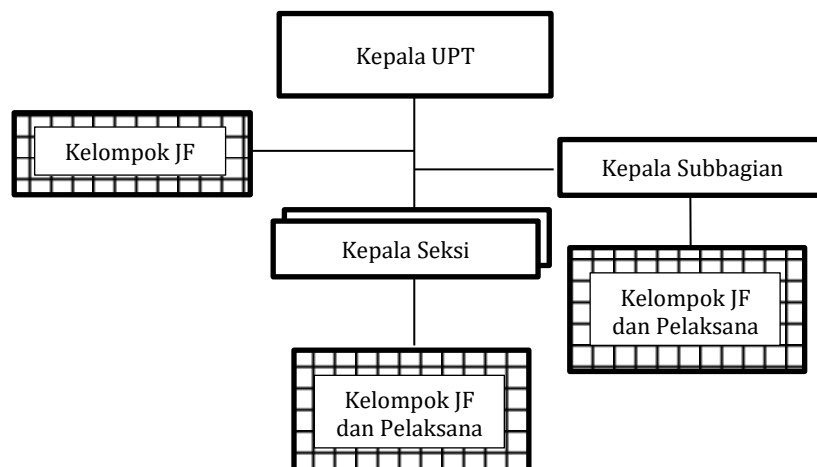 Kepala UPT
Kelompok JF
Kepala Subbagian
Kepala Seksi
Kelompok JF
dan Pelaksana
Kelompok JF
dan Pelaksana